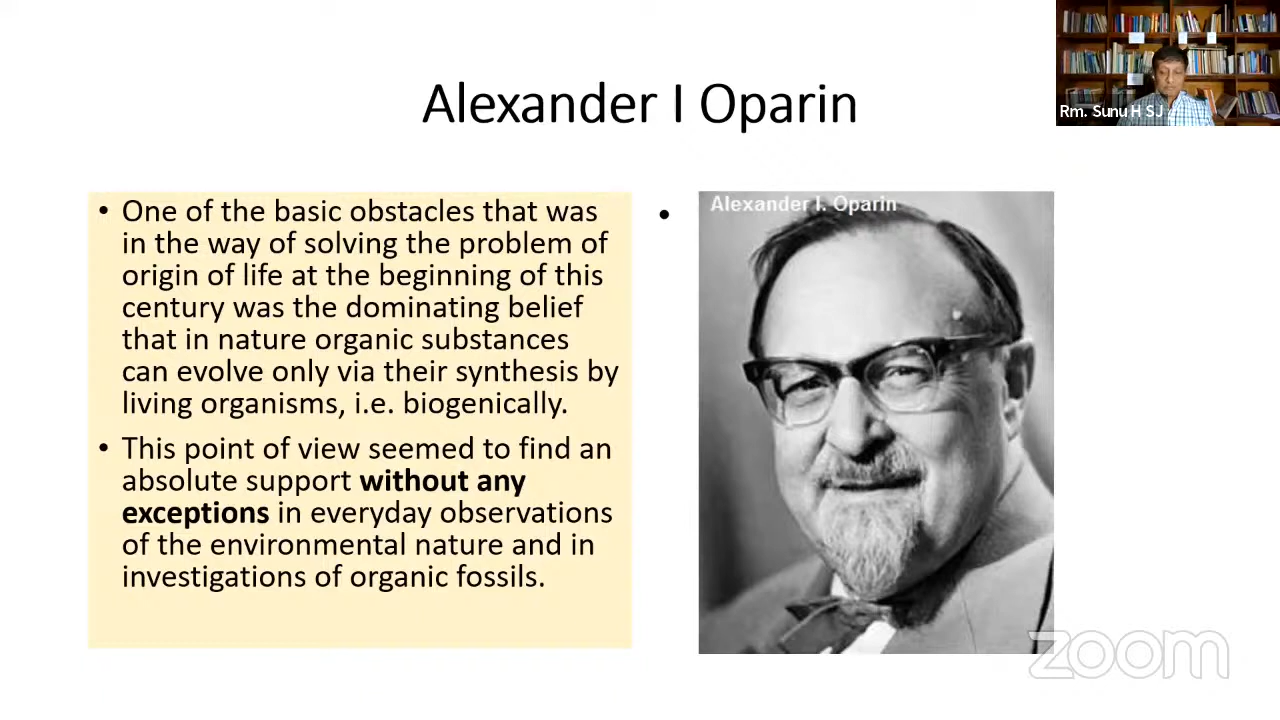 Alexander I Oparin
Rm. Sunu H SJ
• One of the basic obstacles that was
in the way of solving the problem of
origin of life at the beginning of this
century was the dominating belief
that in nature organic substances
can evolve only via their synthesis by
living organisms, i.e. biogenically.
• This point of view seemed to find an
absolute support without any
exceptions in everyday observations
of the environmental nature and in
investigations of organic fossils.
•
Alexander I. Oparin
zoom